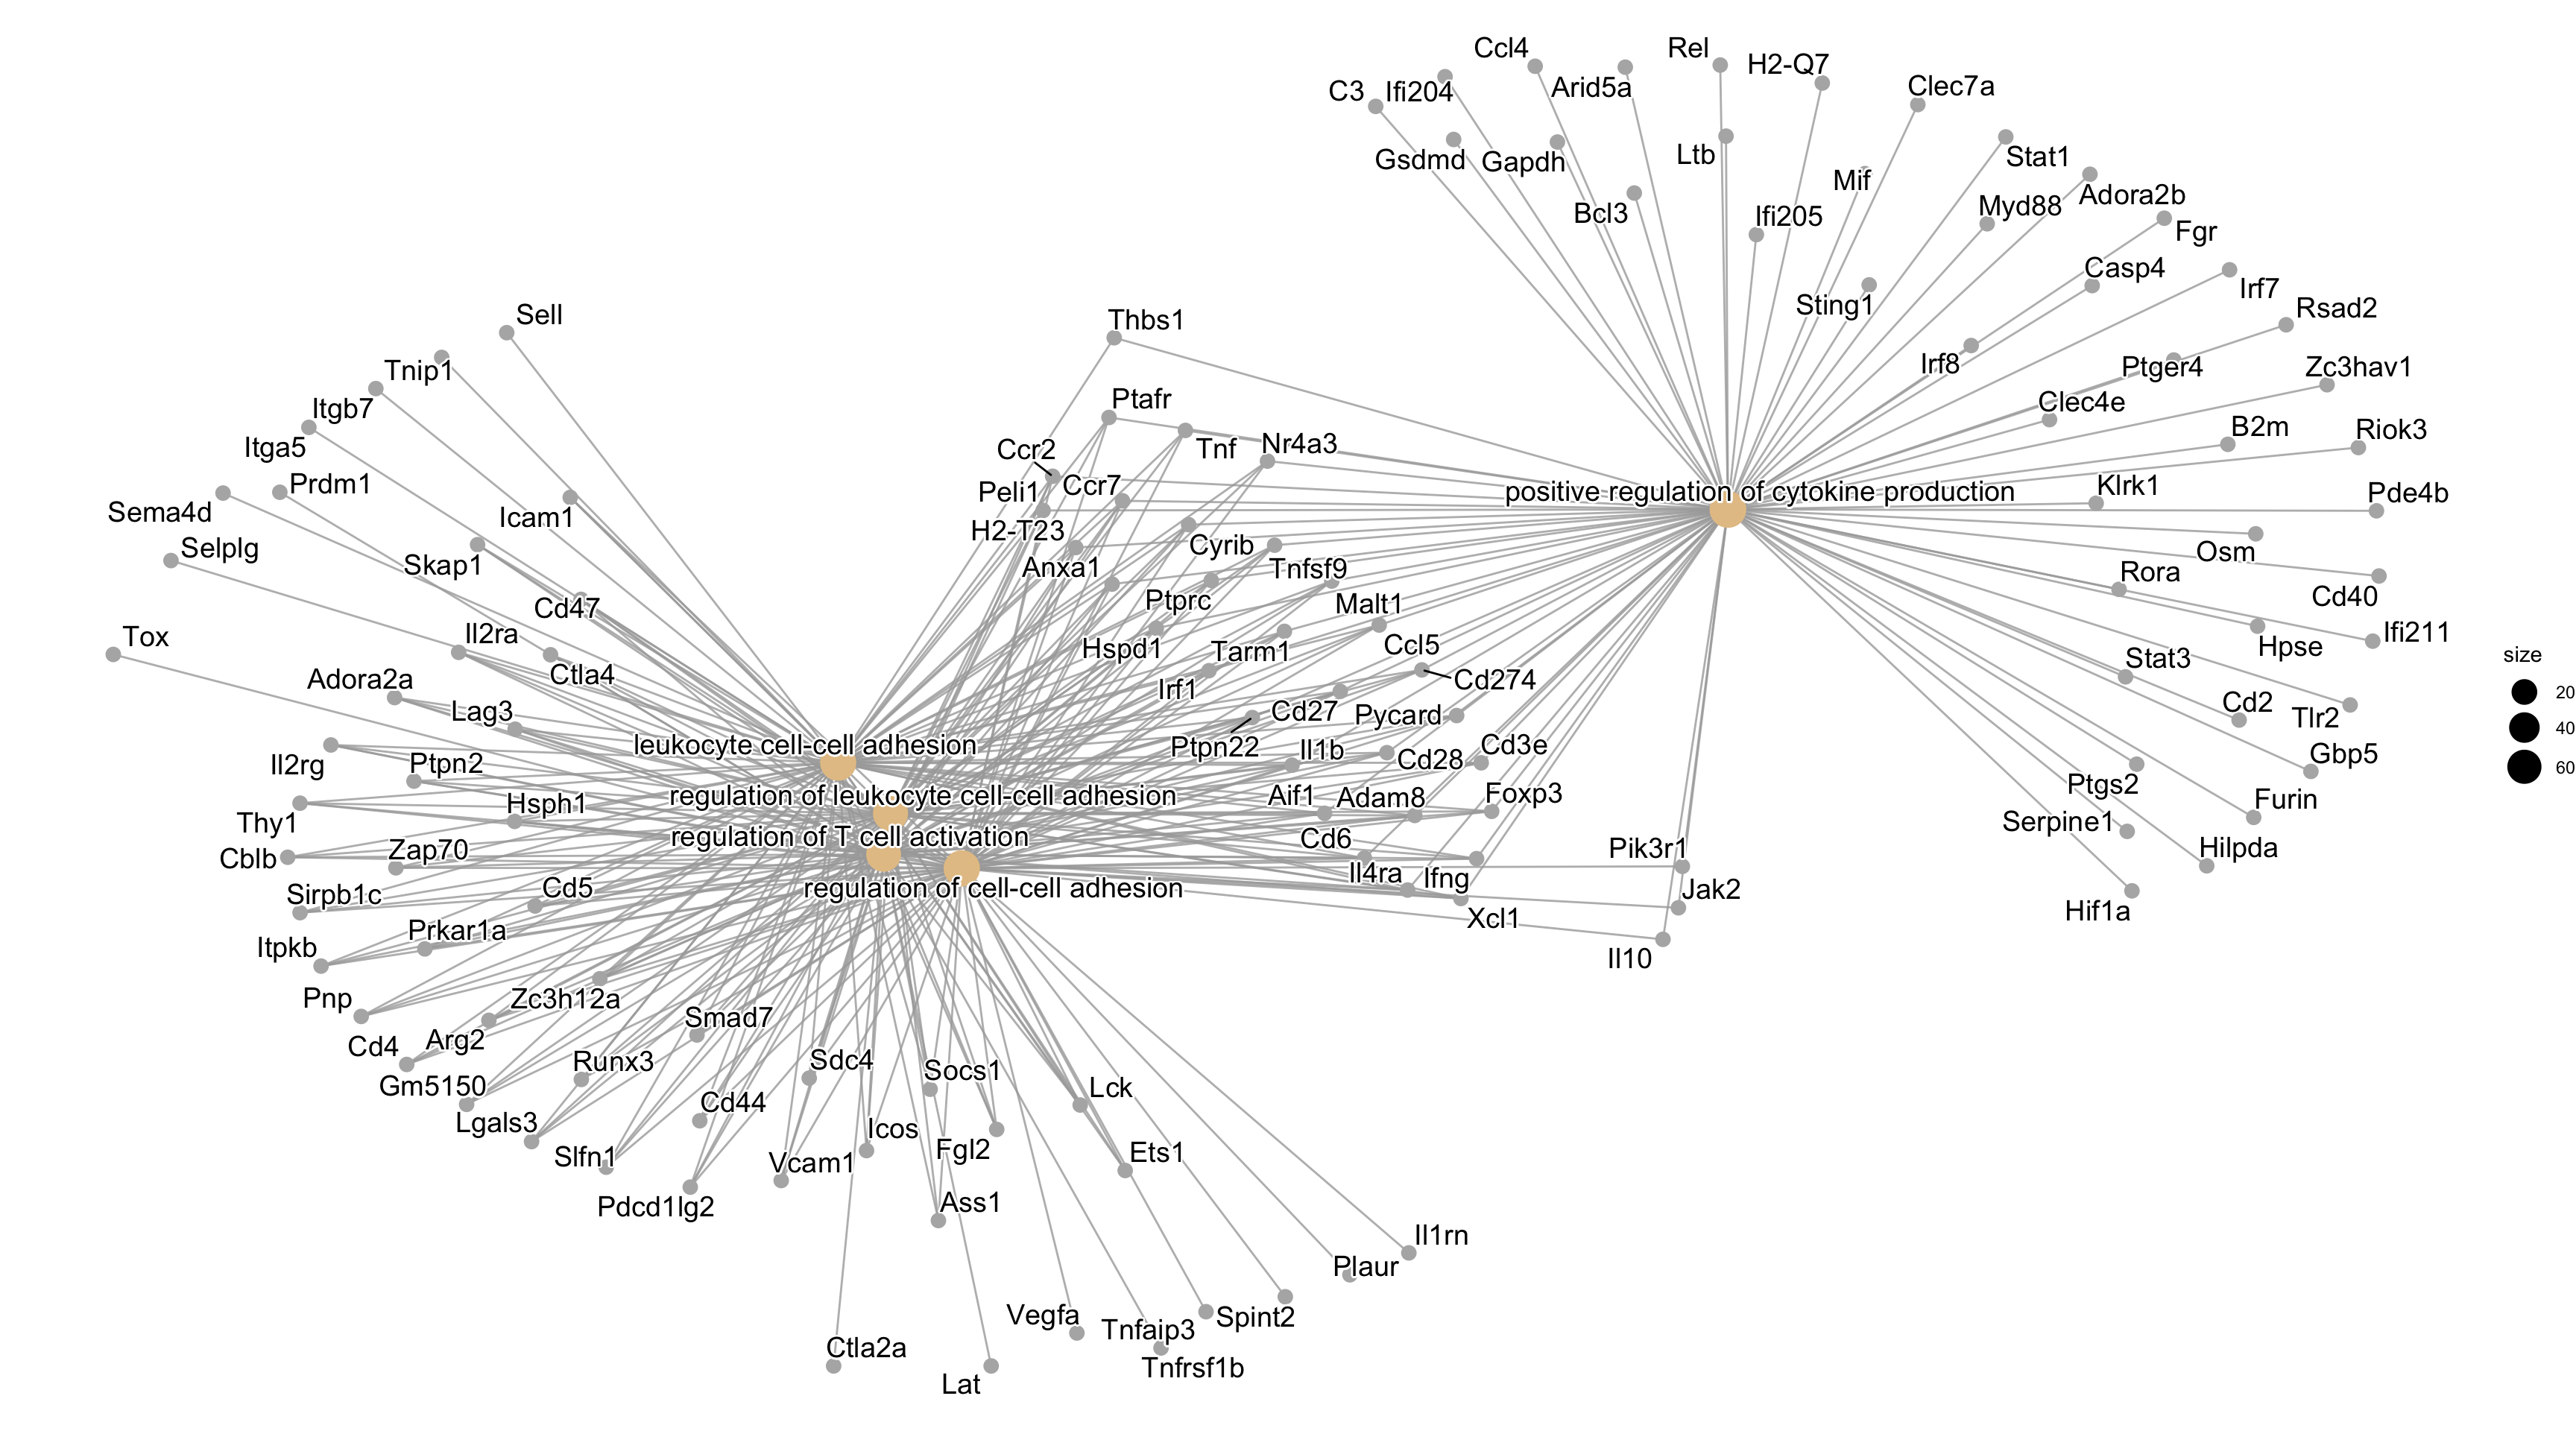 Ccl4
Rel
H2-Q7
C3
Ifi204
Arid5a
Clec7a
Gsdmd
Gapdh
Ltb
Stat1
Mif
Adora2b
Bcl3
Ifi205
Myd88
Fgr
Casp4
Irf7
Sting1
Rsad2
Irf8
Ptger4
Zc3hav1
Clec4e
B2m
Riok3
Sell
Thbs1
Tnip1
Itgb7
Itga5
Ptafr
Ccr2
Tnf
Nr4a3
Prdm1
Peli1
Ccr7
positive regulation of cytokine production
Klrk1
Pde4b
Sema4d
Icam1
H2-T23
Cyrib
Osm
Selplg
Skap1
Anxa1
Tnfsf9
Rora
Cd40
Cd47
Ptprc
Malt1
Tox
Il2ra
Hspd1
Tarm1
Ccl5
Hpse
Ifi211
Stat3
size
Adora2a
Ctla4
Irf1
Cd274
20
Lag3
Cd27
Pycard
Cd2
Tlr2
40
leukocyte cell-cell adhesion
Ptpn22
Il1b
Cd28
Cd3e
Gbp5
60
Il2rg
Ptpn2
regulation of leukocyte cell-cell adhesion
Aif1
Adam8
Foxp3
Ptgs2
Furin
Thy1
Hsph1
regulation of T cell activation
Cd6
Serpine1
Cblb
Zap70
Pik3r1
Hilpda
Sirpb1c
Cd5
regulation of cell-cell adhesion
Il4ra
Ifng
Jak2
Hif1a
Itpkb
Prkar1a
Xcl1
Il10
Pnp
Zc3h12a
Smad7
Cd4
Arg2
Runx3
Sdc4
Socs1
Gm5150
Lck
Lgals3
Cd44
Icos
Fgl2
Slfn1
Vcam1
Ets1
Pdcd1lg2
Ass1
Il1rn
Plaur
Vegfa
Tnfaip3
Spint2
Ctla2a
Tnfrsf1b
Lat